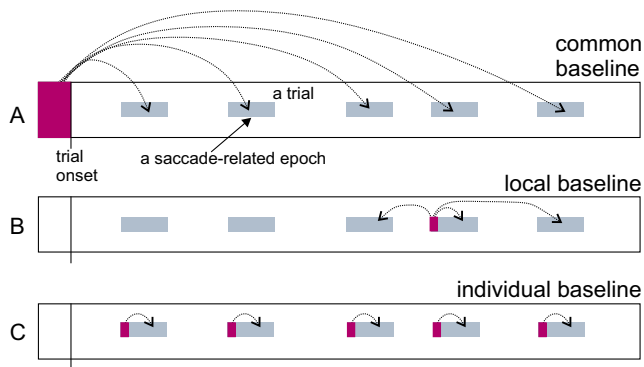 common
baseline
A
a trial
trial
onset
a saccade-related epoch
local baseline
B
individual baseline
C